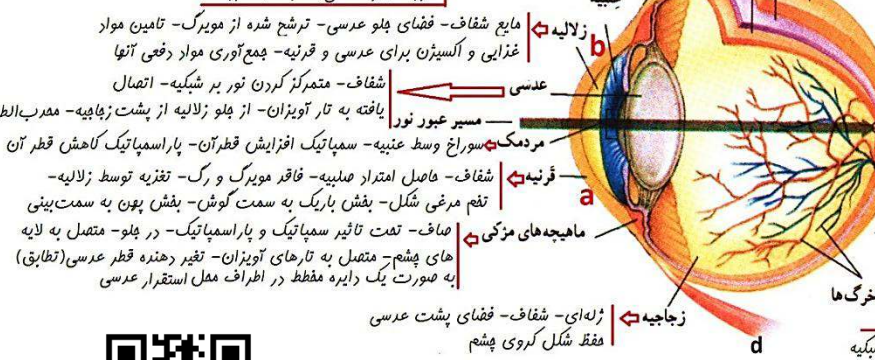 زلالیه
مایع شفاف- فضای جلو عدسی- ترشح شده از مویرگ- تامین مواد
غذایی و اکسیژن برای عدسی و قرنیه- جمع‌آوری مواد دفعی آنها
b
عدسی
شفاف- متمرکز کردن نور بر شبکیه- اتصال
یافته به تار آویزان- از جلو زلالیه از پشت زجاجیه- محدب‌الط
مسیر عبور نور
مردمک
سوراخ وسط عنبیه- سمپاتیک افزایش قطرآن- پاراسمپاتیک کاهش قطر آن
قرنیه
شفاف- حاصل امتداد صلبیه- فاقد مویرگ و رگ- تغذیه توسط زلالیه-
تخم مرغی شکل- بخش باریک به سمت گوش- بخش پهن به سمت‌بینی
a
ماهیچه‌های مژکی
صاف- تحت تاثیر سمپاتیک و پاراسمپاتیک- در جلو- متصل به لایه
های چشم- متصل به تارهای آویزان- تغیر دهنده قطر عدسی(تطابق)
به صورت یک دایره مخطط در اطراف محل استقرار عدسی
زجاجیه
ژله‌ای- شفاف- فضای پشت عدسی
حفظ شکل کروی چشم
d
خرگ‌ها
شبکیه